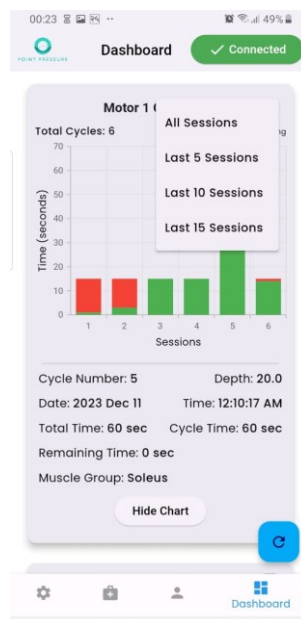 00:23 49%
POINT PRESSURE
Dashboard
Connected
Motor 1
Total Cycles: 6
All Sessions
Last 5 Sessions
Last 10 Sessions
Last 15 Sessions
Time (seconds)
70
60
50
40
30
20
10
0
1 2 3 4 5 6
Sessions
Cycle Number: 5 Depth: 20.0
Date: 2023 Dec 11 Time: 12:10:17 AM
Total Time: 60 sec Cycle Time: 60 sec
Remaining Time: 0 sec
Muscle Group: Soleus
Hide Chart
Dashboard